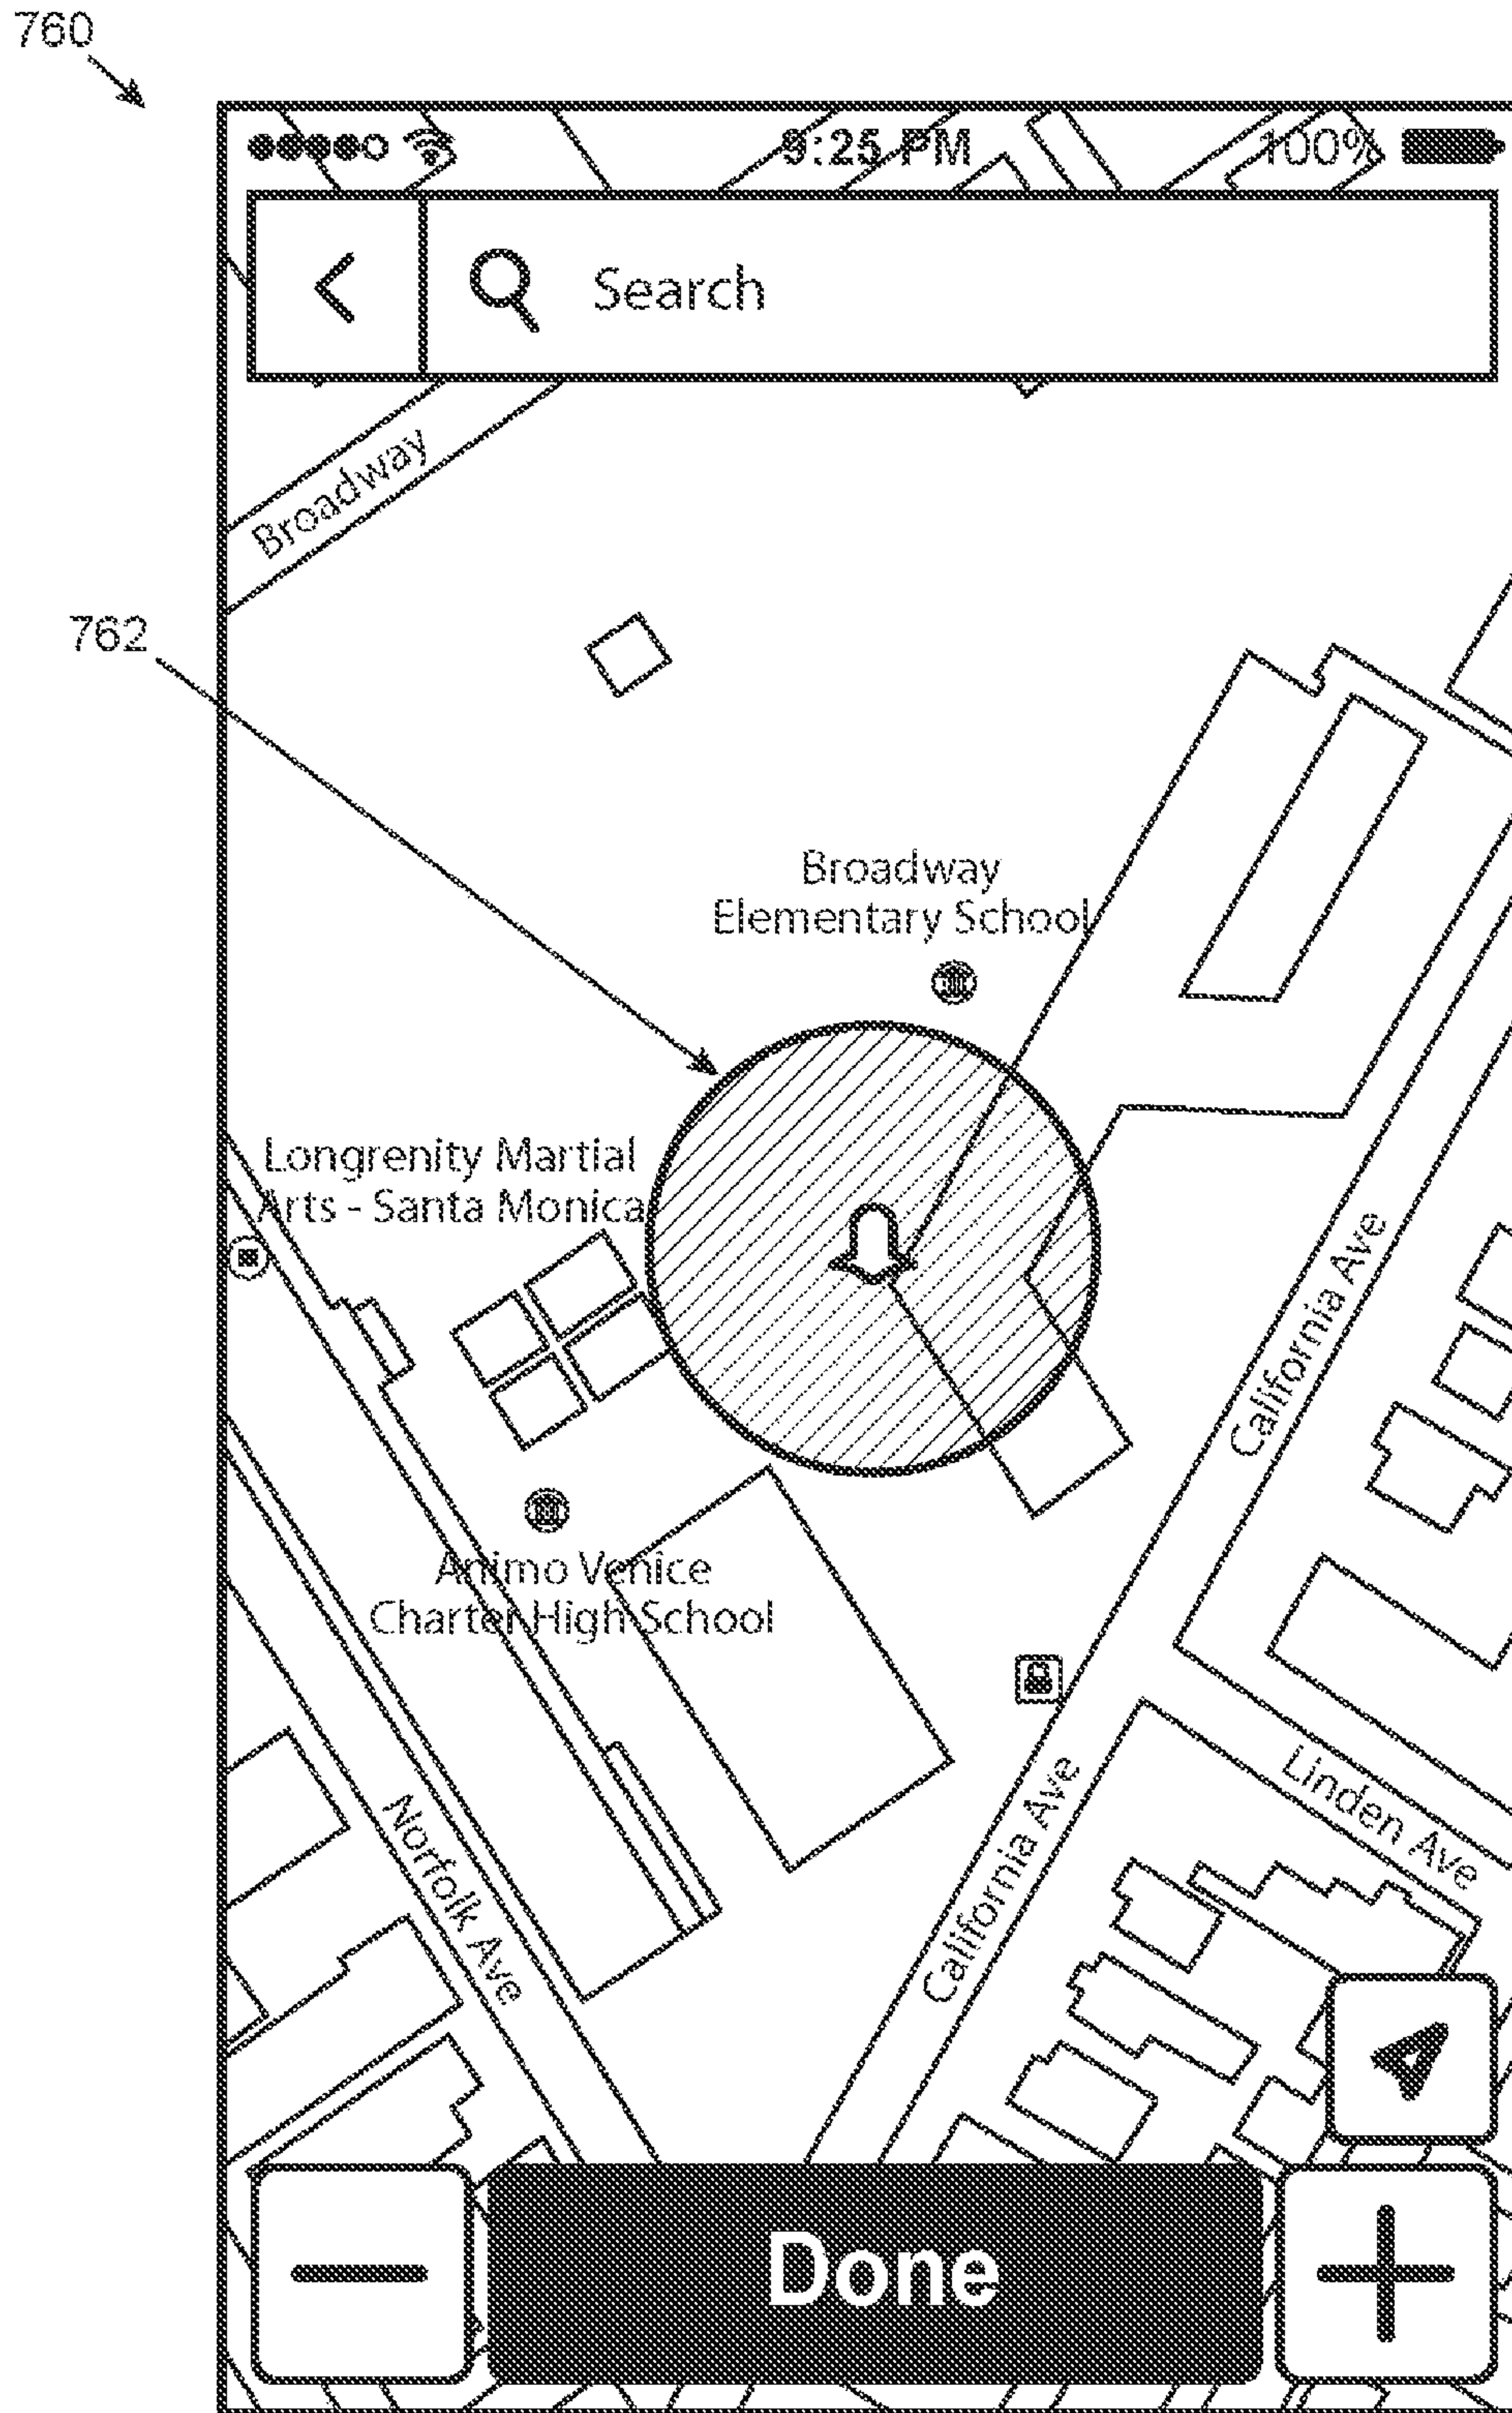 760
9:25 PM
100%
Search
Broadway
762
Broadway
Elementary School
Longrenity Martial
Arts - Santa Monica
California Ave
Animo Venice
Charter High School
Linden Ave
California Ave
Norfolk Ave
Done